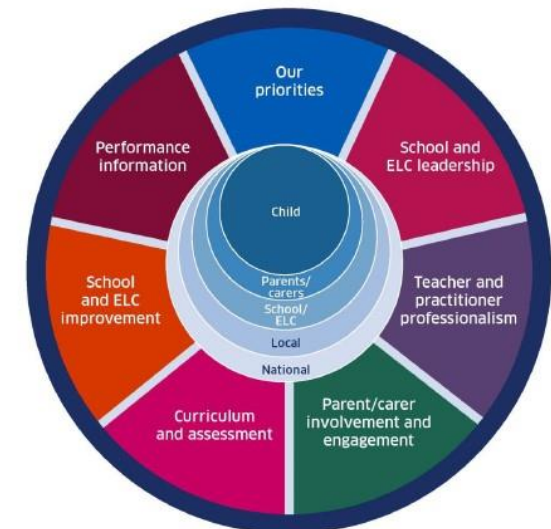 Our
priorities
School and
ELC leadership
Teacher and
practitioner
professionalism
Parent/carer
involvement and
engagement
Curriculum
and assessment
School
and ELC
improvement
Performance
information
Child
Parents/
carers
School/
ELC
Local
National